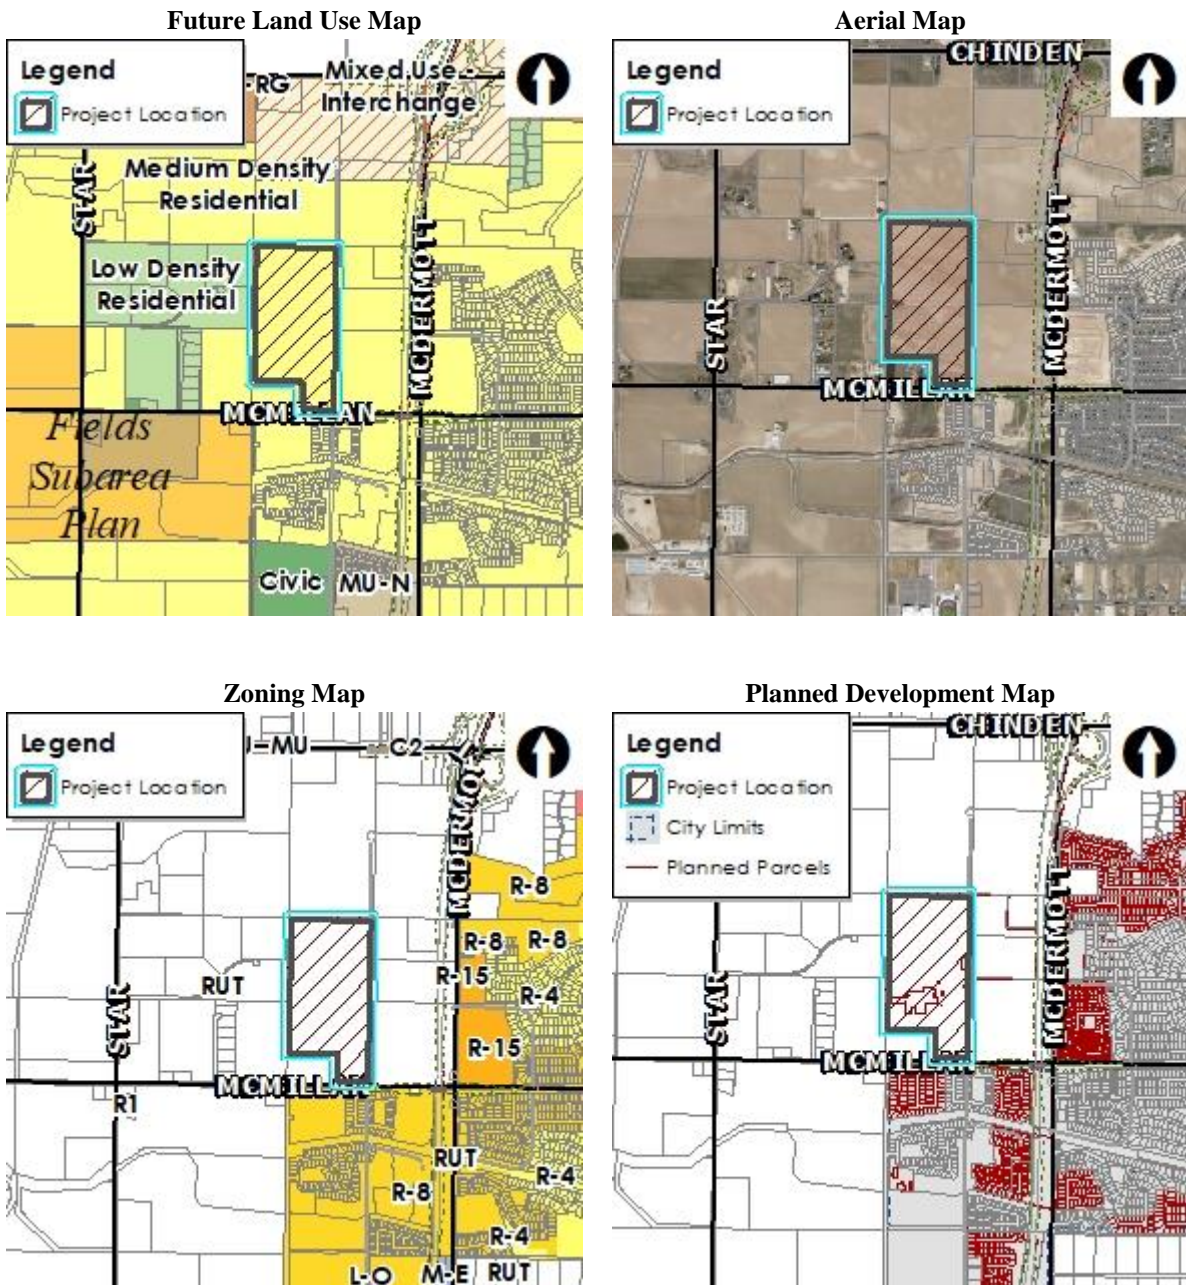 Future Land Use Map
Aerial Map
Legend
Project Location
-RG
Mixed Use -
Interchange
Medium Density
Residential
STAR
Low Density
Residential
MCDERMOTT
MCMILLAN
Fields
Subarea
Plan
Civic
MU-N
Legend
Project Location
CHINDEN
STAR
MCDERMOTT
MCMILLAN
Zoning Map
Planned Development Map
Legend
Project Location
-MU
C2
MCDERMOTT
R-8
R-8
R-8
R-15
R-4
RUT
STAR
R-15
MCMILLAN
R1
RUT
R-4
R-8
R-4
L-O
M-E
RUT
Legend
Project Location
City Limits
Planned Parcels
CHINDEN
MCDERMOTT
STAR
MCMILLAN